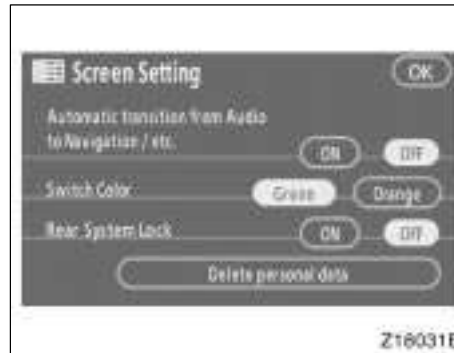 Screen Setting OK
Automatic transition from Audio
to Navigation / etc. ON OFF
Switch Color Green Orange
Rear System Lock ON OFF
Delete personal data
Z18031E